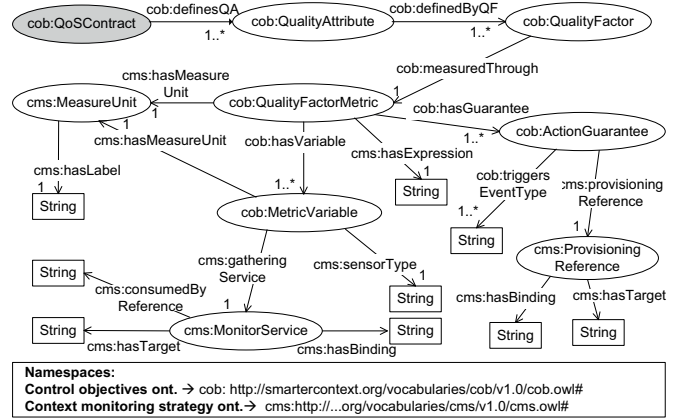 cob:definesQA
cob:definedByQF
cob:QoSContract
cob:QualityAttribute
cob:QualityFactor
1..*
1..*
cob:measuredThrough
cms:hasMeasure
Unit
1
cms:MeasureUnit
1
cob:QualityFactorMetric
cob:hasGuarantee
1
cms:hasMeasureUnit
cob:hasVariable
1..*
cob:ActionGuarantee
cms:hasExpression
cms:hasLabel
cob:triggers
EventType
cms:provisioning
Reference
1
1
String
String
1..*
1..*
1
cob:MetricVariable
String
cms:Provisioning
Reference
cms:gathering
Service
cms:sensorType
1
String
cms:consumedBy
Reference
String
cms:hasBinding
cms:hasTarget
1
String
cms:MonitorService
String
String
String
cms:hasTarget
cms:hasBinding
Namespaces:
Control objectives ont. → cob: http://smartercontext.org/vocabularies/cob/v1.0/cob.owl#
Context monitoring strategy ont.→ cms:http://...org/vocabularies/cms/v1.0/cms.owl#